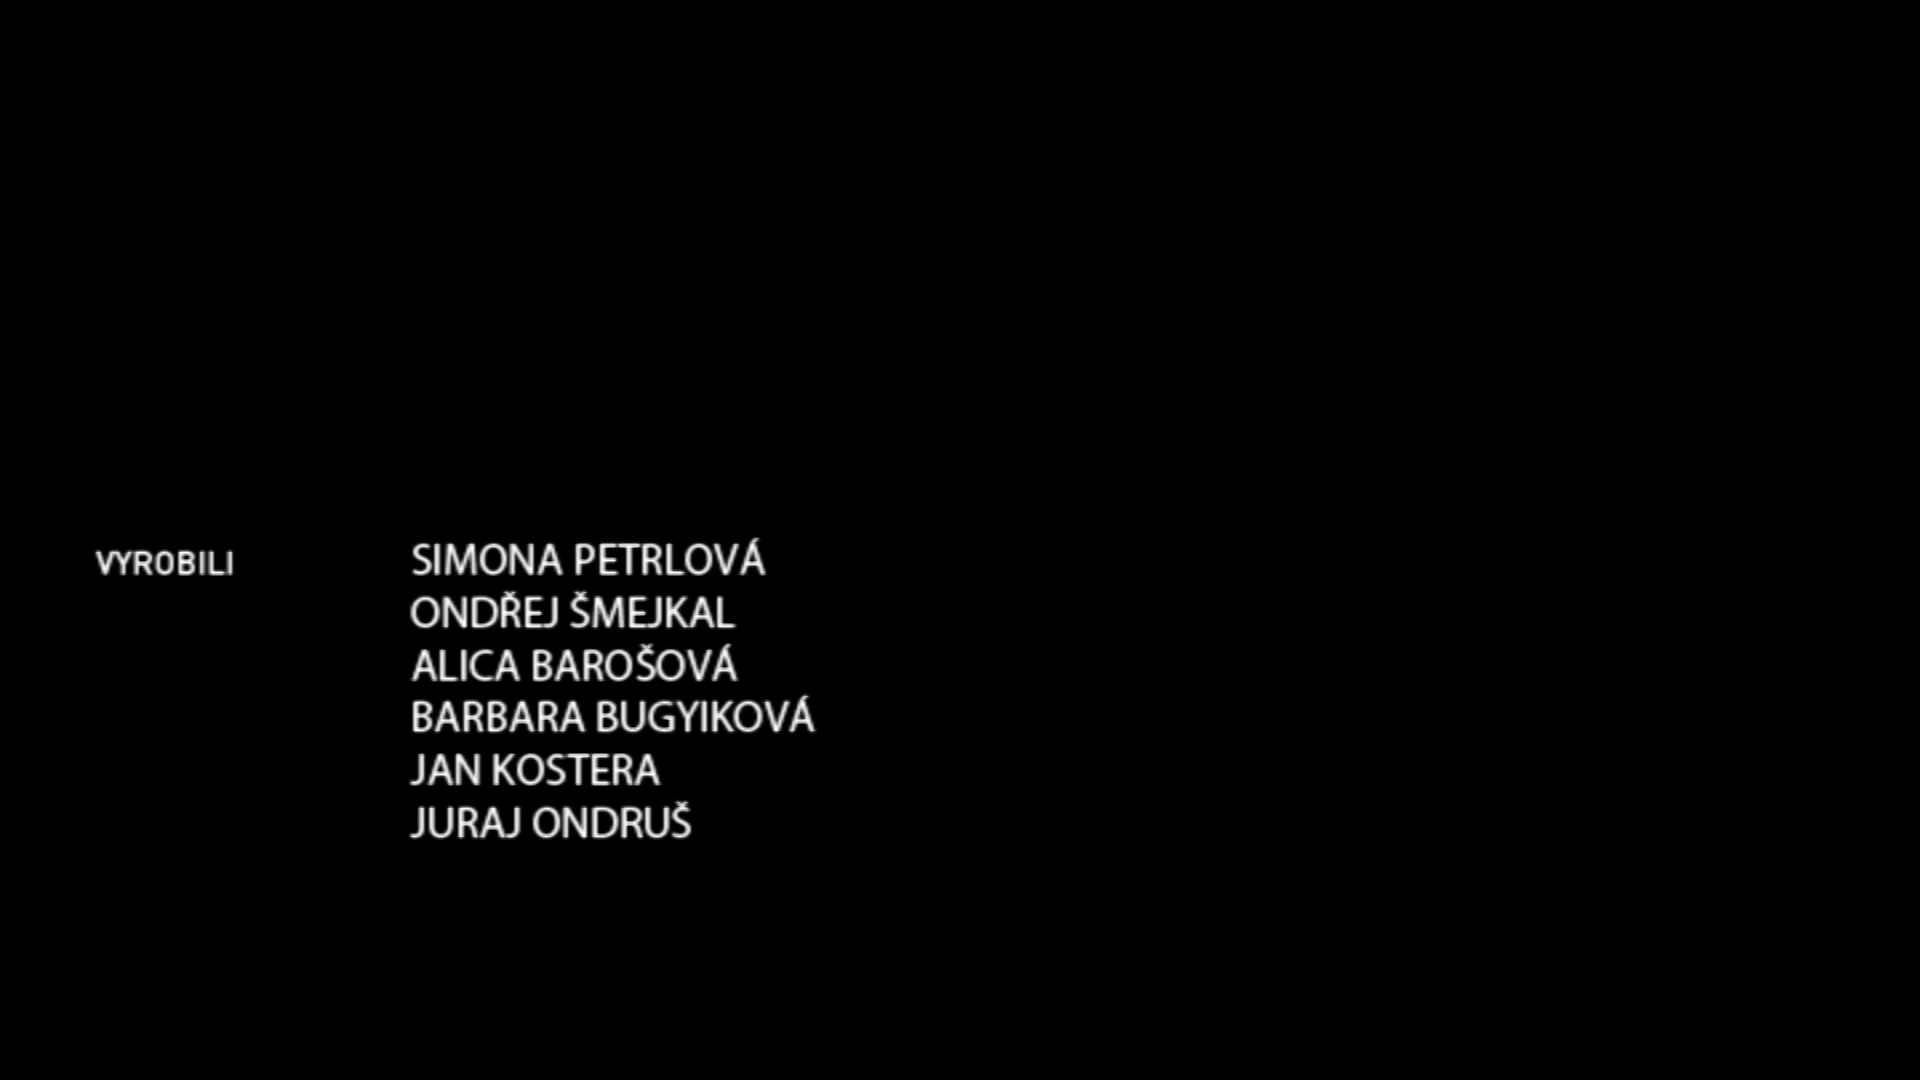 VYROBILI SIMONA PETRLOVÁ
ONDŘEJ ŠMEJKAL
ALICA BAROŠOVÁ
BARBARA BUGYIKOVÁ
JAN KOSTERA
JURAJ ONDRUŠ